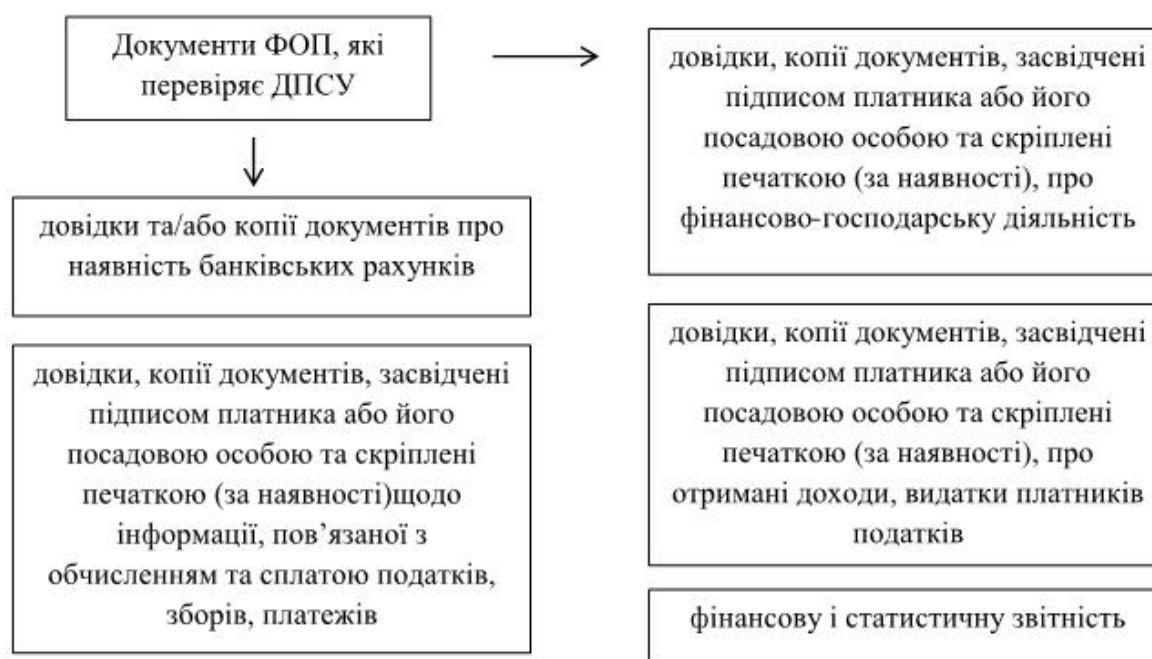 Документи ФОП, які
перевіряє ДПСУ
довідки та/або копії документів про
наявність банківських рахунків
довідки, копії документів, засвідчені
підписом платника або його
посадовою особою та скріплені
печаткою (за наявності)щодо
інформації, пов’язаної з
обчисленням та сплатою податків,
зборів, платежів
довідки, копії документів, засвідчені
підписом платника або його
посадовою особою та скріплені
печаткою (за наявності), про
фінансово-господарську діяльність
довідки, копії документів, засвідчені
підписом платника або його
посадовою особою та скріплені
печаткою (за наявності), про
отримані доходи, видатки платників
податків
фінансову і статистичну звітність